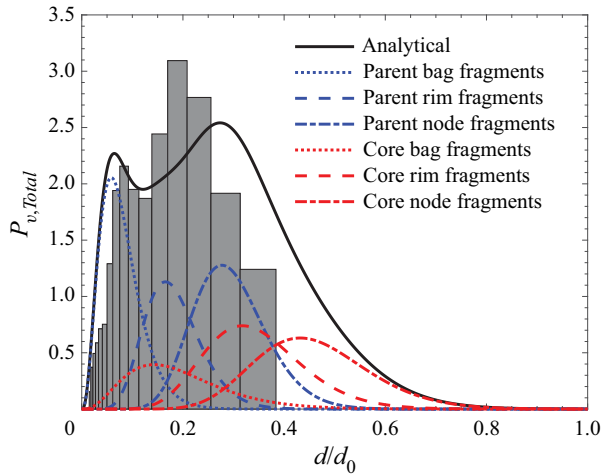 3.5
3.0
2.5
2.0
1.5
1.0
0.5
0
0.2
0.4
0.6
0.8
1.0
P_{v,Total}
d/d_0
Analytical
Parent bag fragments
Parent rim fragments
Parent node fragments
Core bag fragments
Core rim fragments
Core node fragments